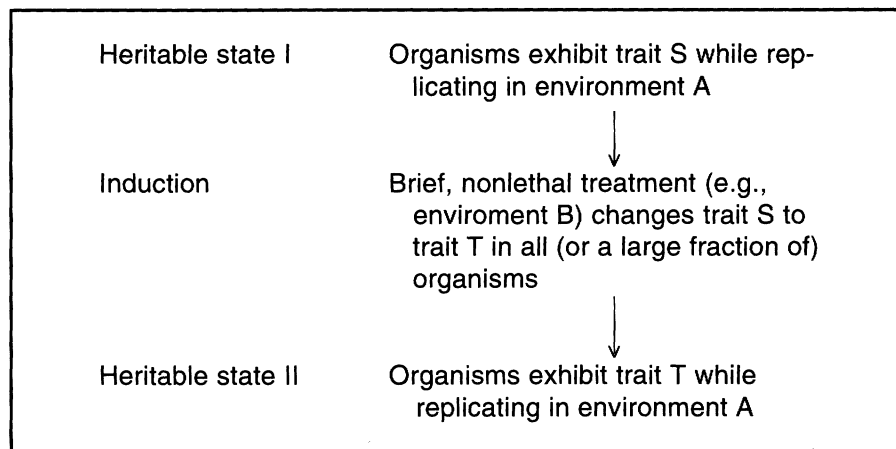 Heritable state I Organisms exhibit trait S while rep-
licating in environment A
Induction Brief, nonlethal treatment (e.g.,
enviroment B) changes trait S to
trait T in all (or a large fraction of)
organisms
Heritable state II Organisms exhibit trait T while
replicating in environment A